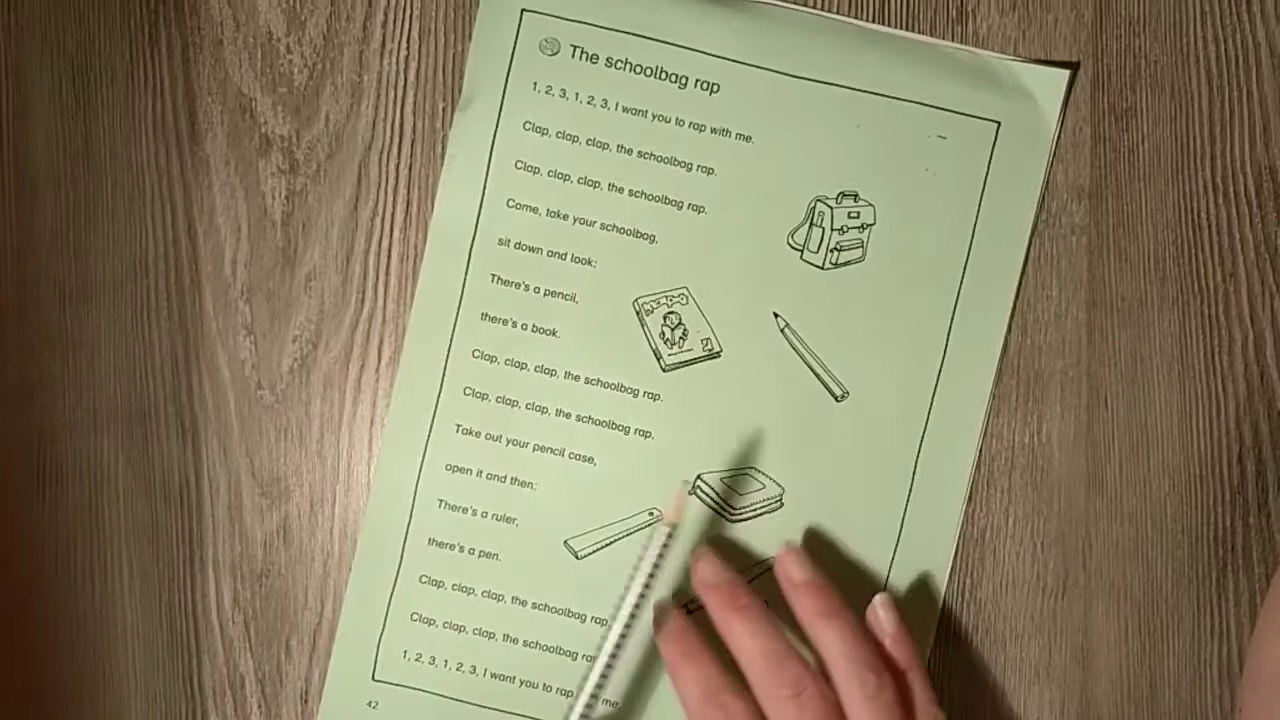 The schoolbag rap
1, 2, 3, 1, 2, 3, I want you to rap with me.
Clap, clap, clap, the schoolbag rap.
Clap, clap, clap, the schoolbag rap.
Come, take your schoolbag,
sit down and look;
There's a pencil,
there's a book.
Clap, clap, clap, the schoolbag rap.
Clap, clap, clap, the schoolbag rap.
Take out your pencil case,
open it and then:
There's a ruler,
there's a pen.
Clap, clap, clap, the schoolbag rap,
Clap, clap, clap, the schoolbag
1, 2, 3, 1, 2, 3, I want you to rap me.
42